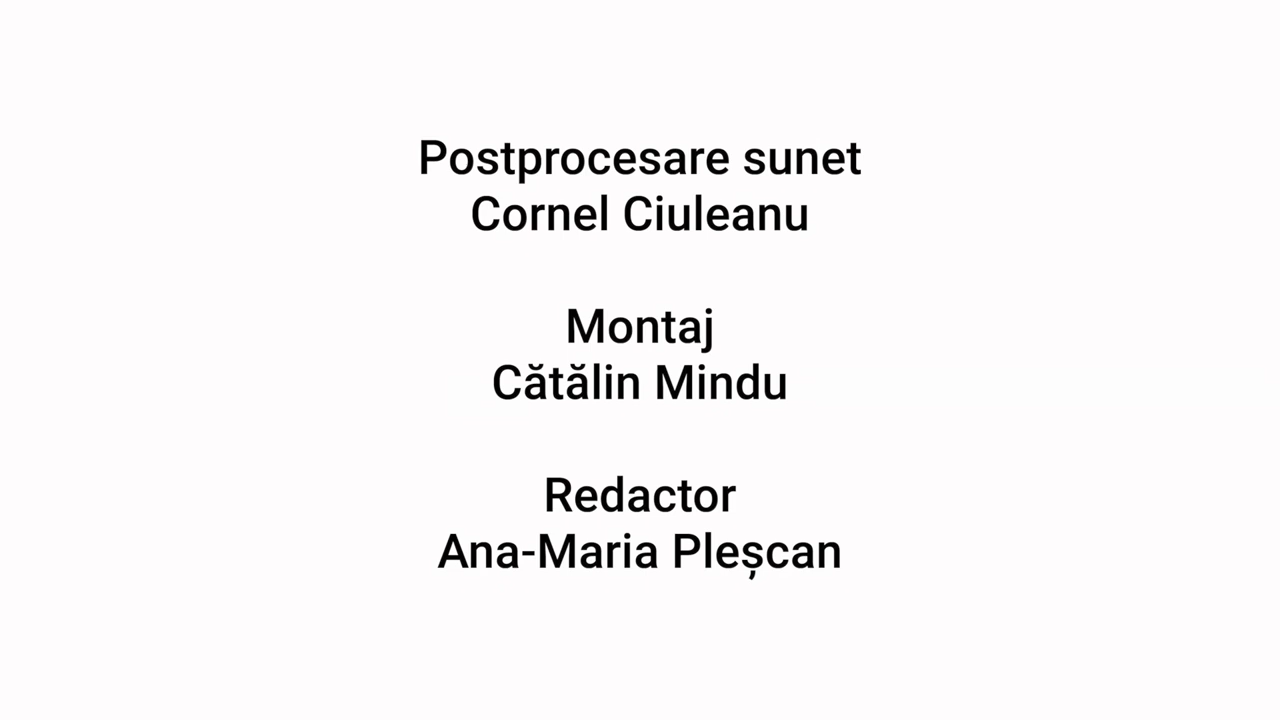 Postprocesare sunet
Cornel Ciuleanu
Montaj
Cătălin Mindu
Redactor
Ana-Maria Pleșcan